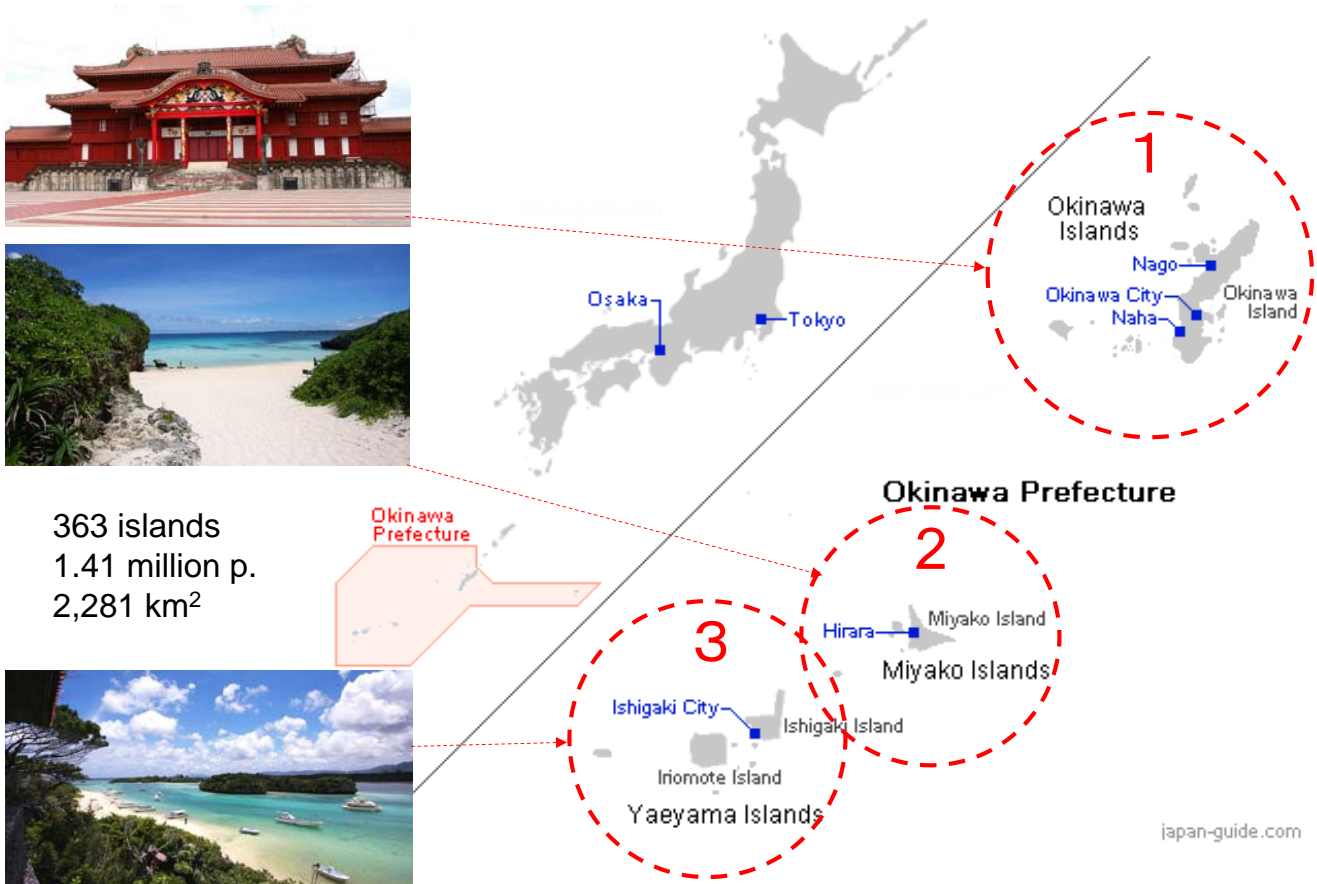 1
Okinawa
Islands
Nago
Okinawa City
Okinawa
Island
Naha
Osaka
Tokyo
Okinawa Prefecture
363 islands
1.41 million p.
2,281 km²
Okinawa
Prefecture
2
Miyako Island
Hirara
Miyako Islands
3
Ishigaki City
Ishigaki Island
Iriomote Island
Yaeyama Islands
japan-guide.com